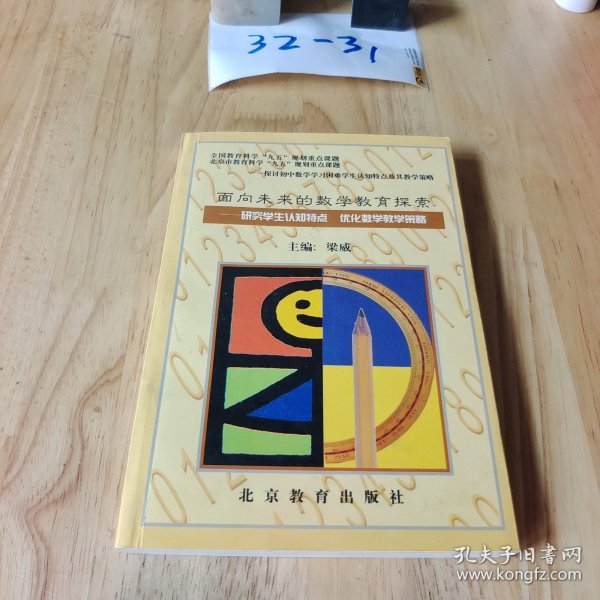 32-31
全国教育科学“九五”规划重点课题
北京市教育科学“九五”规划重点课题
——探讨初中数学学习困难学生认知特点及其教学策略
面向未来的数学教育探索
——研究学生认知特点 优化数学教学策略
主编：梁威
北京教育出版社
孔夫子旧书网
www.kongfz.com